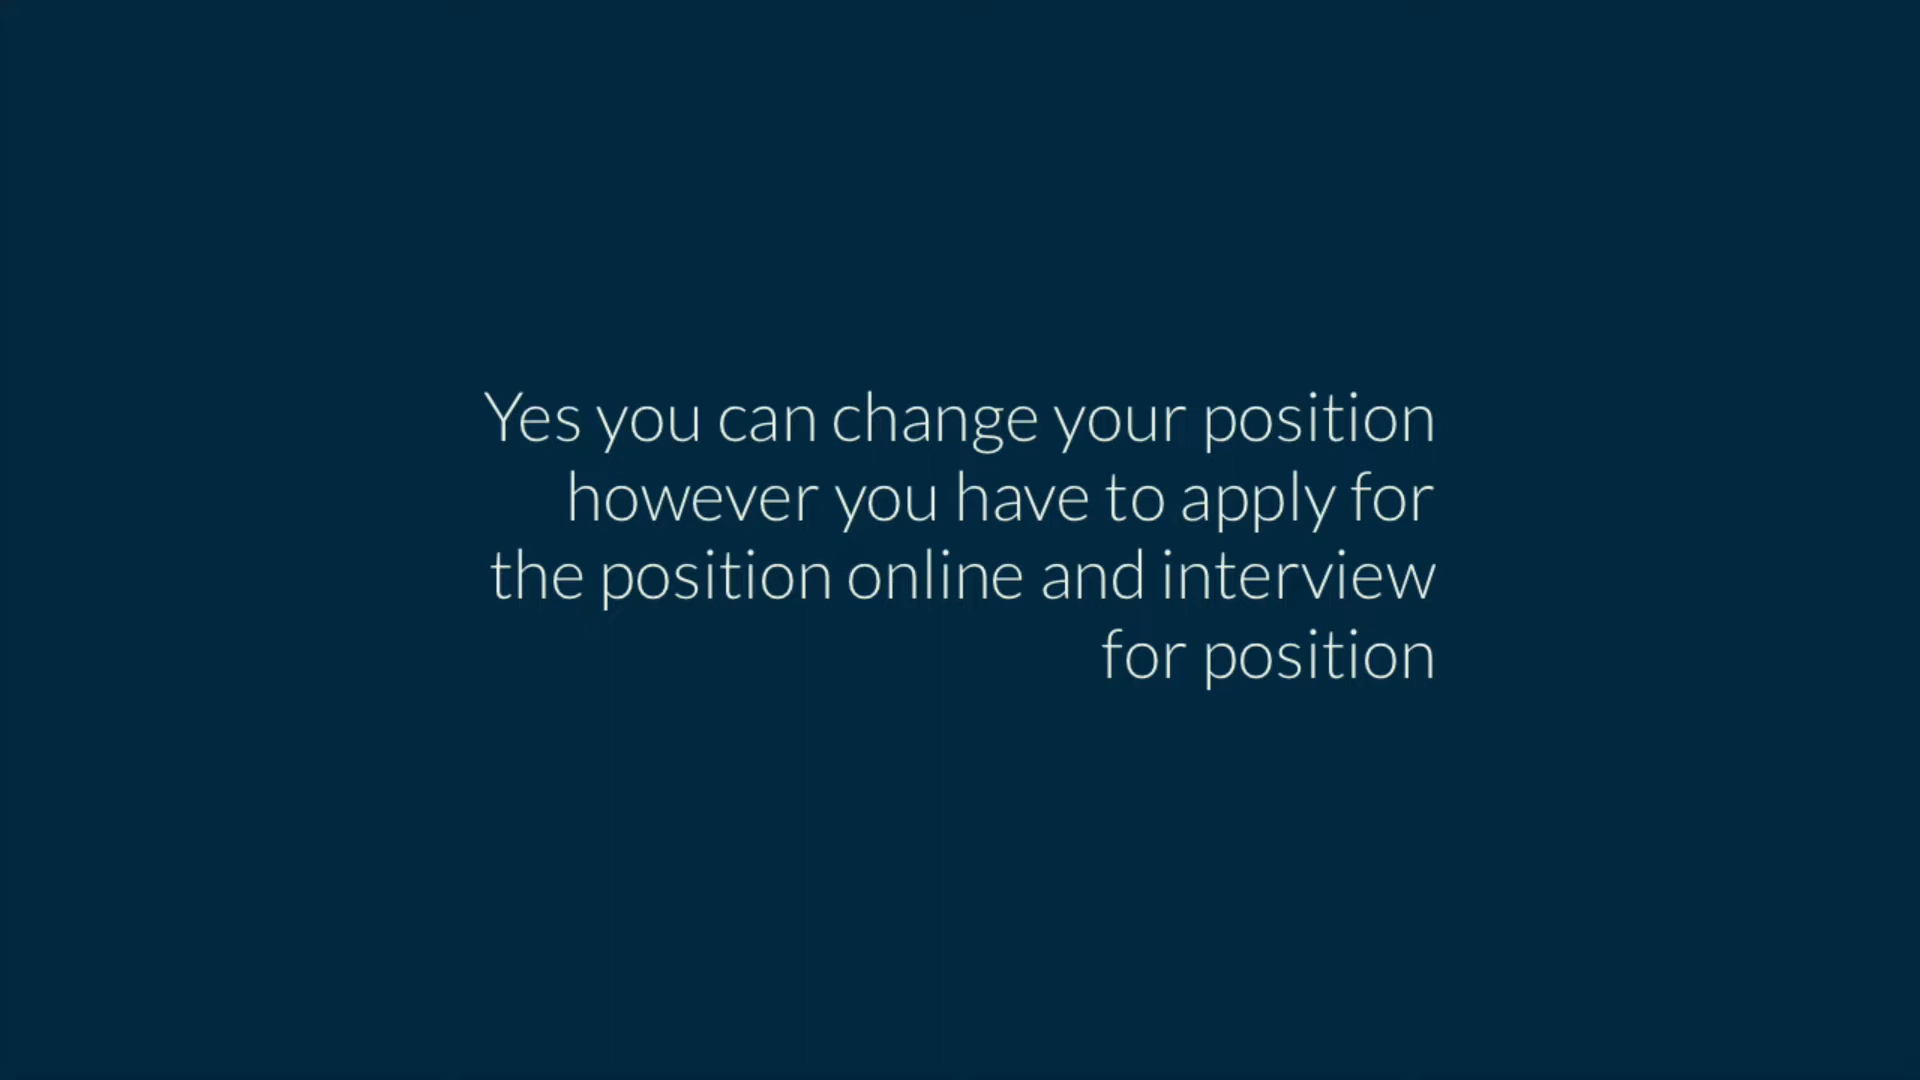 Yes you can change your position
however you have to apply for
the position online and interview
for position